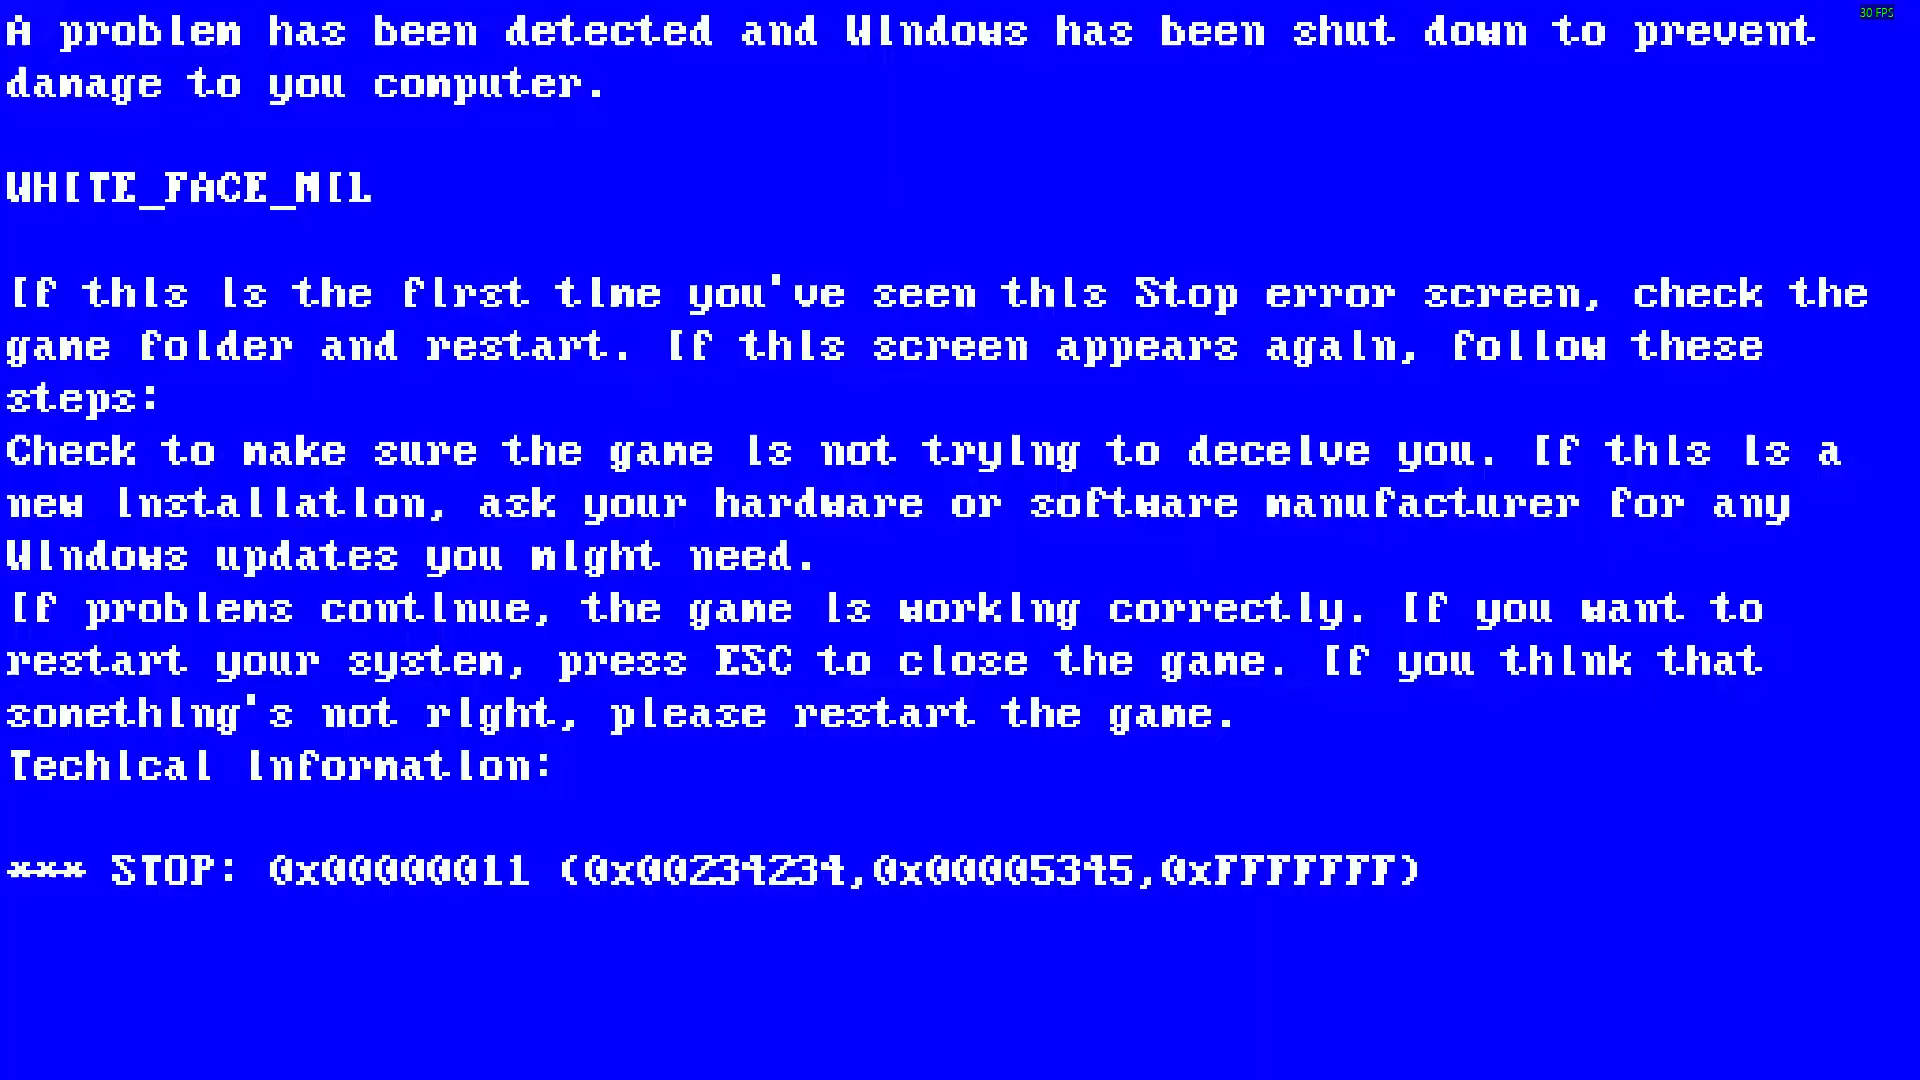 A problem has been detected and Windows has been shut down to prevent
30 FPS
damage to you computer.
WHITE_FACE_MIL
If this is the first time you've seen this Stop error screen, check the
game folder and restart. If this screen appears again, follow these
steps:
Check to make sure the game is not trying to deceive you. If this is a
new installation, ask your hardware or software manufacturer for any
Windows updates you might need.
If problems continue, the game is working correctly. If you want to
restart your system, press ESC to close the game. If you think that
something's not right, please restart the game.
Techical information:
*** STOP: 0x00000011 (0x00234234,0x00005345,0xFFFFFFF)